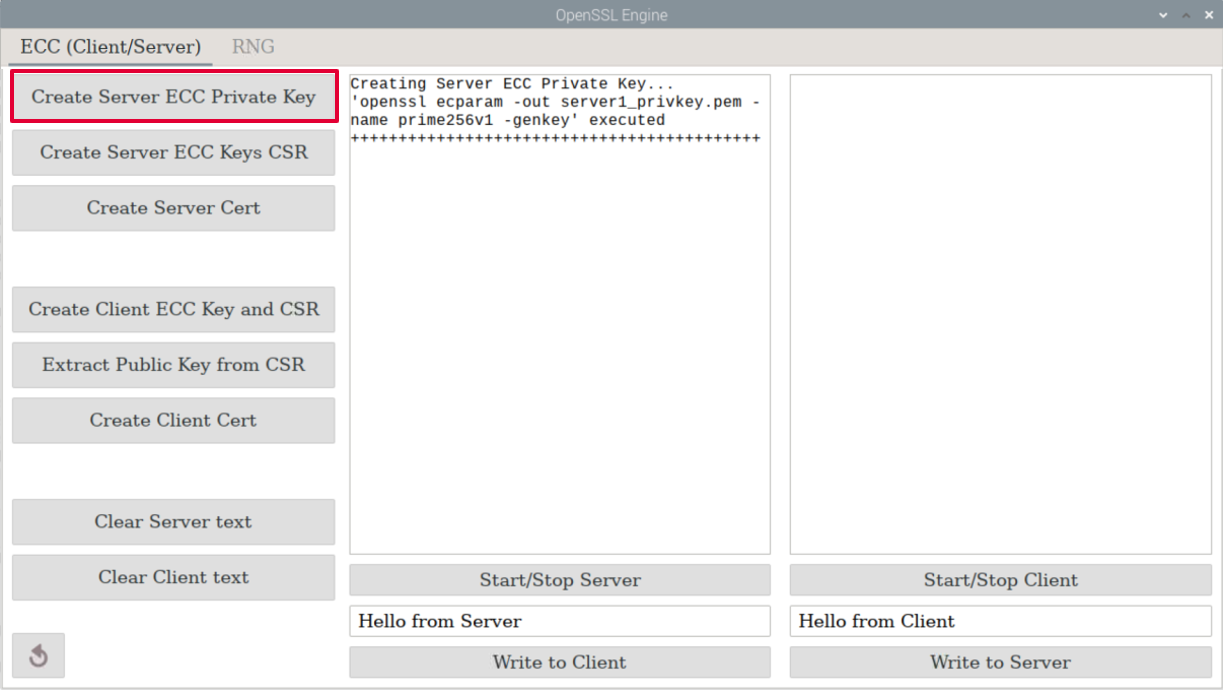 OpenSSL Engine
ECC (Client/Server)
RNG
Create Server ECC Private Key
Create Server ECC Keys CSR
Create Server Cert
Create Client ECC Key and CSR
Extract Public Key from CSR
Create Client Cert
Clear Server text
Clear Client text
Creating Server ECC Private Key...
'openssl ecparam -out server1_privkey.pem -
name prime256v1 -genkey' executed
+++++++++++++++++++++++++++++++++++++++++++
Start/Stop Server
Hello from Server
Write to Client
Start/Stop Client
Hello from Client
Write to Server